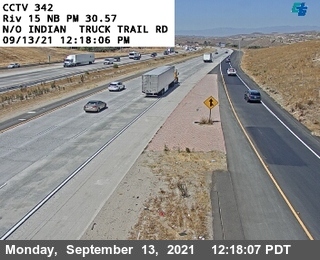 CCTV 342
Riv 15 NB PM 30.57
N/O INDIAN TRUCK TRAIL RD
09/13/21 12:18:06 PM
Monday, September 13, 2021 12:18:07 PDT